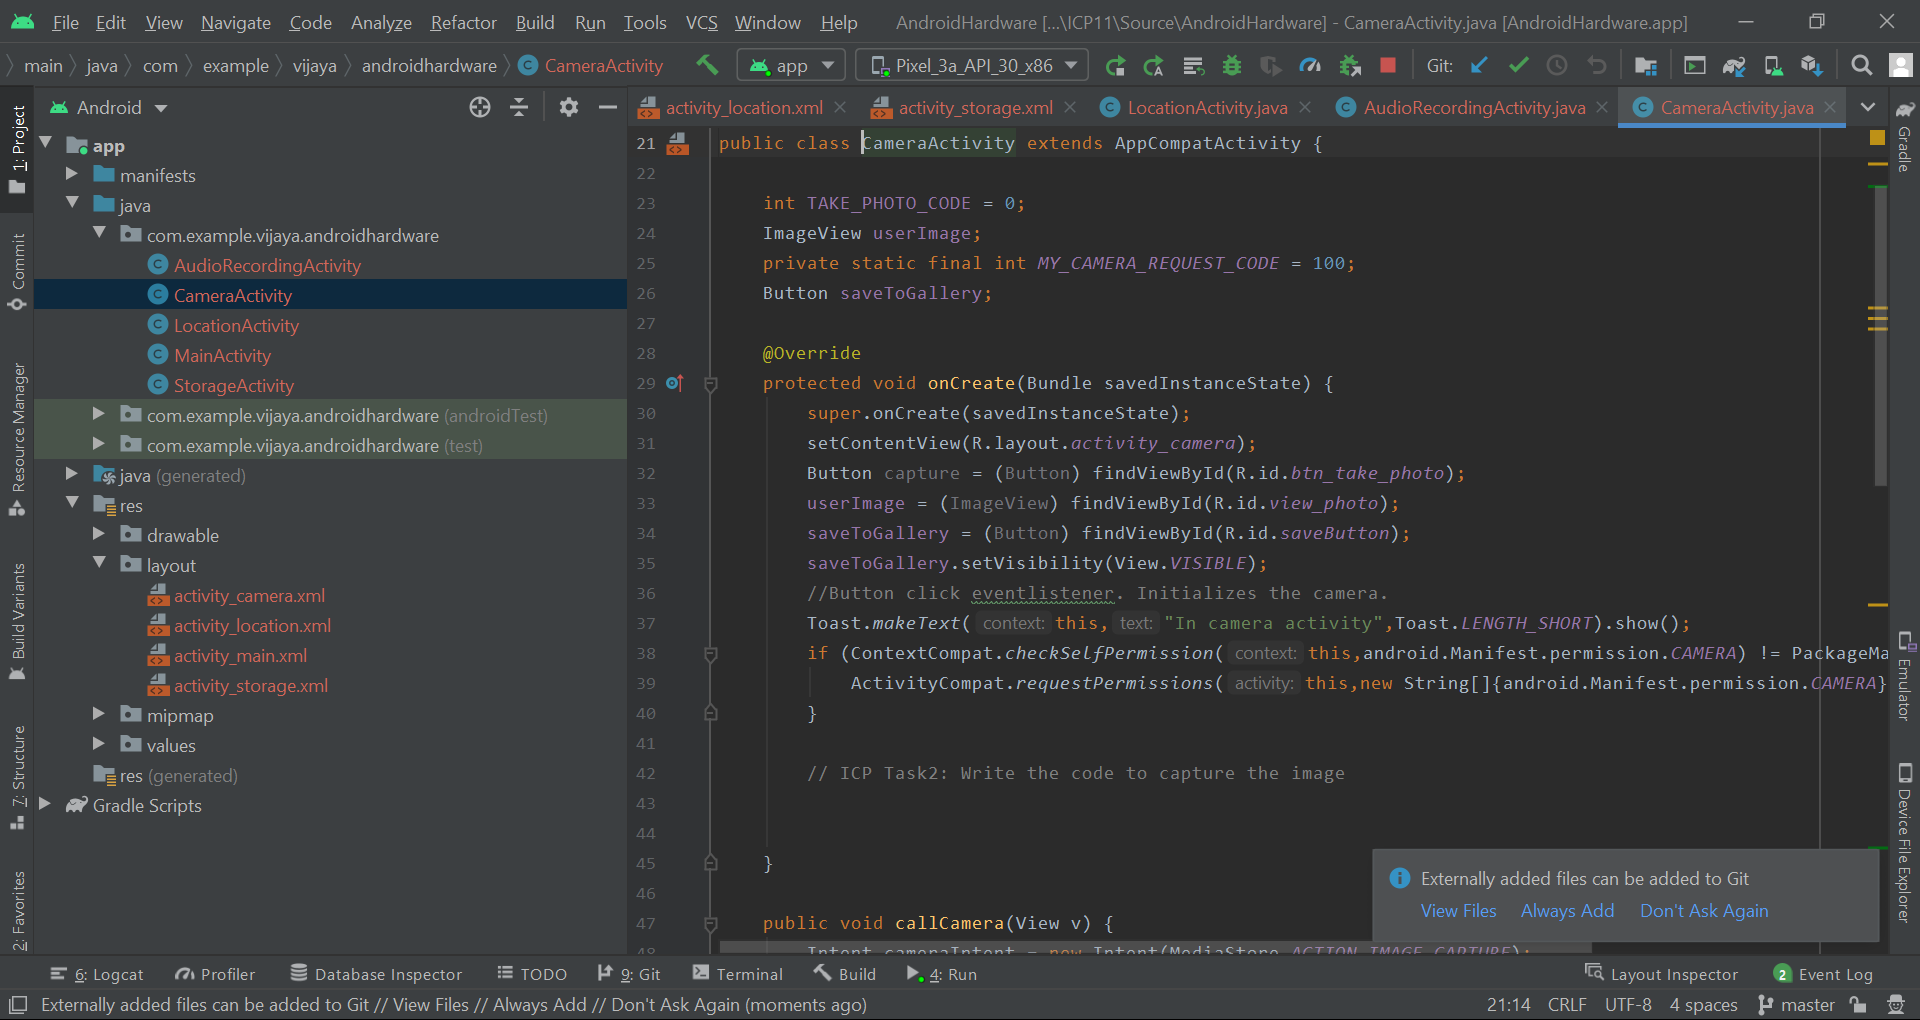 File Edit View Navigate Code Analyze Refactor Build Run Tools VCS Window Help AndroidHardware [...\ICP11\Source\AndroidHardware] - CameraActivity.java [AndroidHardware.app]
main java com example vijaya androidhardware CameraActivity app Pixel_3a_API_30_x86 Git:
Android
activity_location.xml activity_storage.xml LocationActivity.java AudioRecordingActivity.java CameraActivity.java
1: Project
Commit
Resource Manager
Build Variants
7: Structure
2: Favorites
app
manifests
java
com.example.vijaya.androidhardware
AudioRecordingActivity
CameraActivity
LocationActivity
MainActivity
StorageActivity
com.example.vijaya.androidhardware (androidTest)
com.example.vijaya.androidhardware (test)
java (generated)
res
drawable
layout
activity_camera.xml
activity_location.xml
activity_main.xml
activity_storage.xml
mipmap
values
res (generated)
Gradle Scripts
21 public class CameraActivity extends AppCompatActivity {
22
23 int TAKE_PHOTO_CODE = 0;
24 ImageView userImage;
25 private static final int MY_CAMERA_REQUEST_CODE = 100;
26 Button saveToGallery;
27
28 @Override
29 protected void onCreate(Bundle savedInstanceState) {
30 super.onCreate(savedInstanceState);
31 setContentView(R.layout.activity_camera);
32 Button capture = (Button) findViewById(R.id.btn_take_photo);
33 userImage = (ImageView) findViewById(R.id.view_photo);
34 saveToGallery = (Button) findViewById(R.id.saveButton);
35 saveToGallery.setVisibility(View.VISIBLE);
36 //Button click eventlistener. Initializes the camera.
37 Toast.makeText( context: this, text: "In camera activity",Toast.LENGTH_SHORT).show();
38 if (ContextCompat.checkSelfPermission( context: this,android.Manifest.permission.CAMERA) != PackageMa
39 ActivityCompat.requestPermissions( activity: this,new String[]{android.Manifest.permission.CAMERA}
40 }
41
42 // ICP Task2: Write the code to capture the image
43
44
45 }
46
47 public void callCamera(View v) {
48 Intent cameraIntent = new Intent(MediaStore.ACTION_IMAGE_CAPTURE);
Gradle
Emulator
Device File Explorer
Externally added files can be added to Git
View Files Always Add Don't Ask Again
6: Logcat Profiler Database Inspector TODO 9: Git Terminal Build 4: Run Layout Inspector 2 Event Log
Externally added files can be added to Git // View Files // Always Add // Don't Ask Again (moments ago) 21:14 CRLF UTF-8 4 spaces master